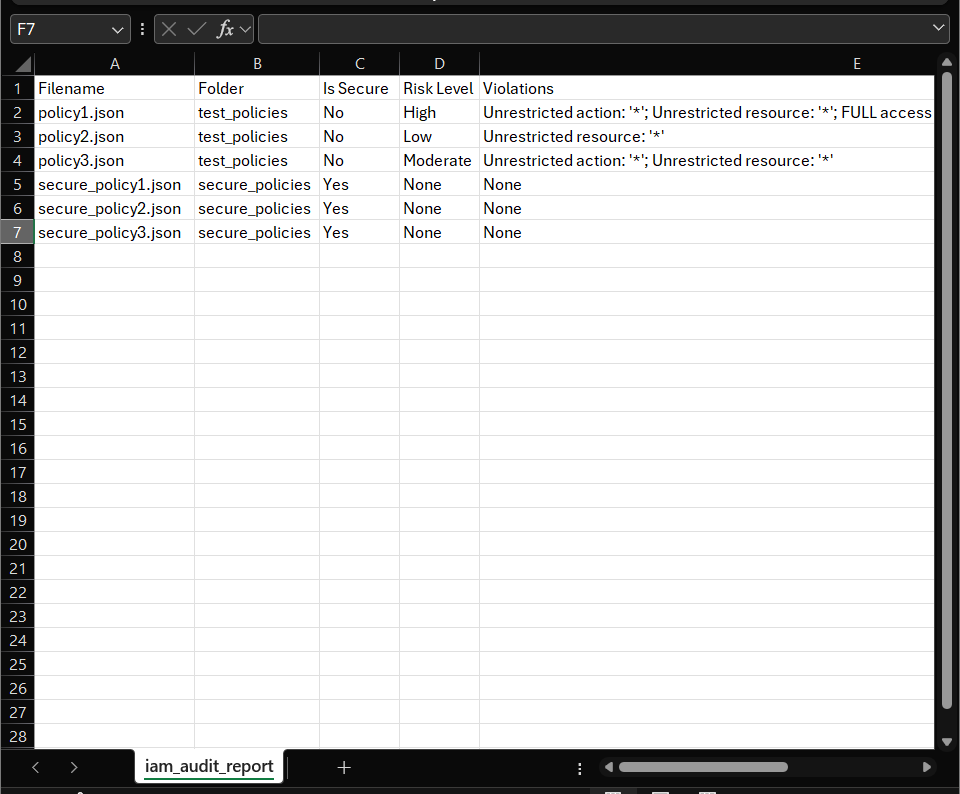 F7 fx
A B C D E
1 Filename Folder Is Secure Risk Level Violations
2 policy1.json test_policies No High Unrestricted action: '*'; Unrestricted resource: '*'; FULL access
3 policy2.json test_policies No Low Unrestricted resource: '*'
4 policy3.json test_policies No Moderate Unrestricted action: '*'; Unrestricted resource: '*'
5 secure_policy1.json secure_policies Yes None None
6 secure_policy2.json secure_policies Yes None None
7 secure_policy3.json secure_policies Yes None None
8
9
10
11
12
13
14
15
16
17
18
19
20
21
22
23
24
25
26
27
28
iam_audit_report